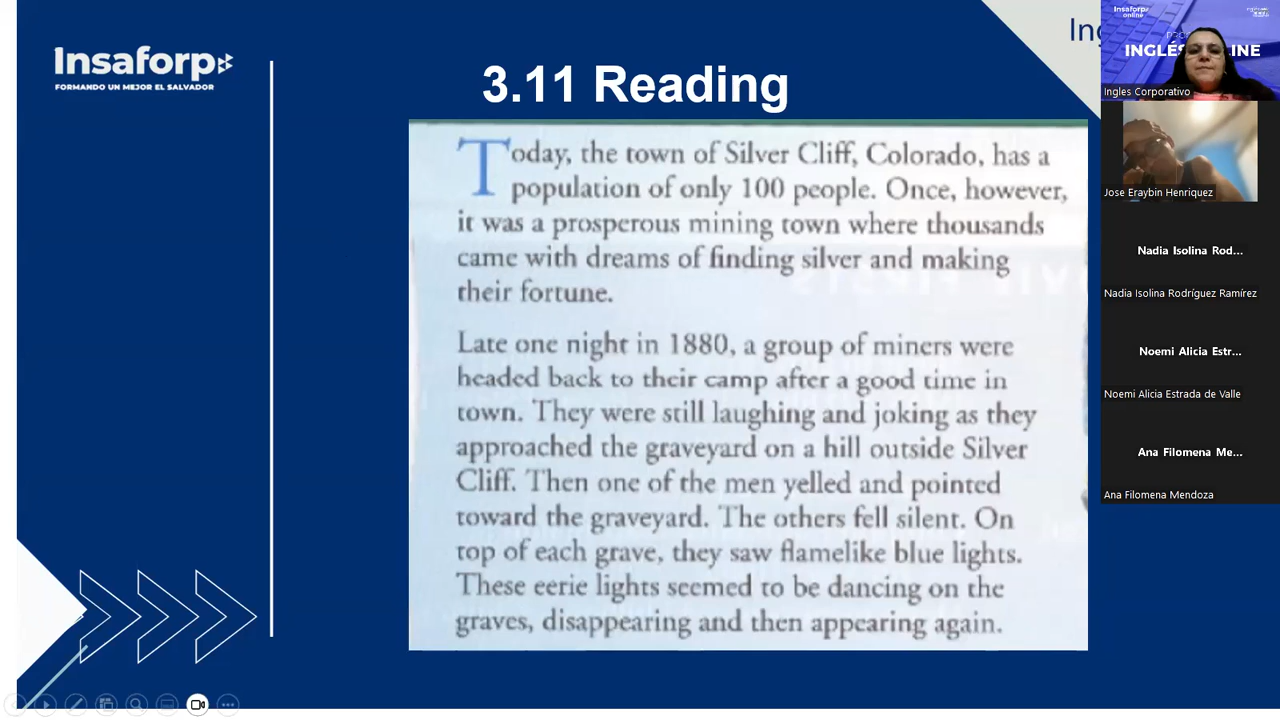 Insaforp
FORMANDO UN MEJOR EL SALVADOR
3.11 Reading
Today, the town of Silver Cliff, Colorado, has a
population of only 100 people. Once, however,
it was a prosperous mining town where thousands
came with dreams of finding silver and making
their fortune.
Late one night in 1880, a group of miners were
headed back to their camp after a good time in
town. They were still laughing and joking as they
approached the graveyard on a hill outside Silver
Cliff. Then one of the men yelled and pointed
toward the graveyard. The others fell silent. On
top of each grave, they saw flamelike blue lights.
These eerie lights seemed to be dancing on the
graves, disappearing and then appearing again.
Insaforp
online
Ingles Corporativo
Jose Eraybin Henriquez
Nadia Isolina Rod...
Nadia Isolina Rodríguez Ramírez
Noemi Alicia Estr...
Noemi Alicia Estrada de Valle
Ana Filomena Me...
Ana Filomena Mendoza